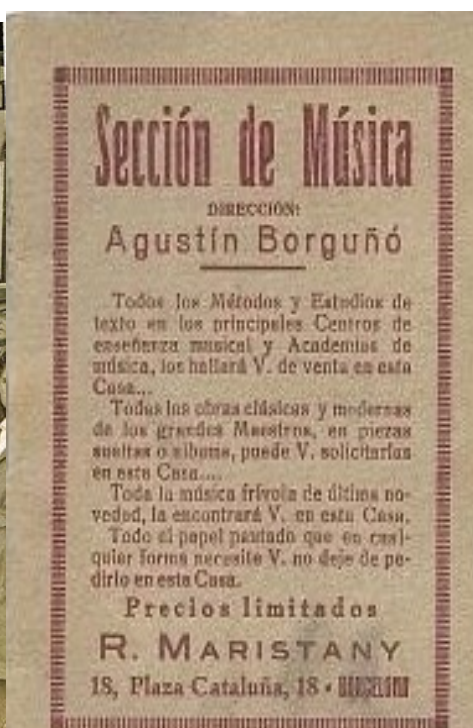 Sección de Música
DIRECCIÓN:
Agustín Borguñó
Todos los Métodos y Estudios de
texto en los principales Centros de
enseñanza musical y Academias de
música, los hallará V. de venta en esta
Casa...
Todas las obras clásicas y modernas
de los grandes Maestros, en piezas
sueltas o albums, puede V. solicitarlas
en esta Casa....
Toda la música frívola de última no-
vedad, la encontrará V. en esta Casa.
Todo el papel pautado que en cual-
quier forma necesite V. no deje de pe-
dirlo en esta Casa.
Precios limitados
R. MARISTANY
18, Plaza Cataluña, 18 - BARCELONA